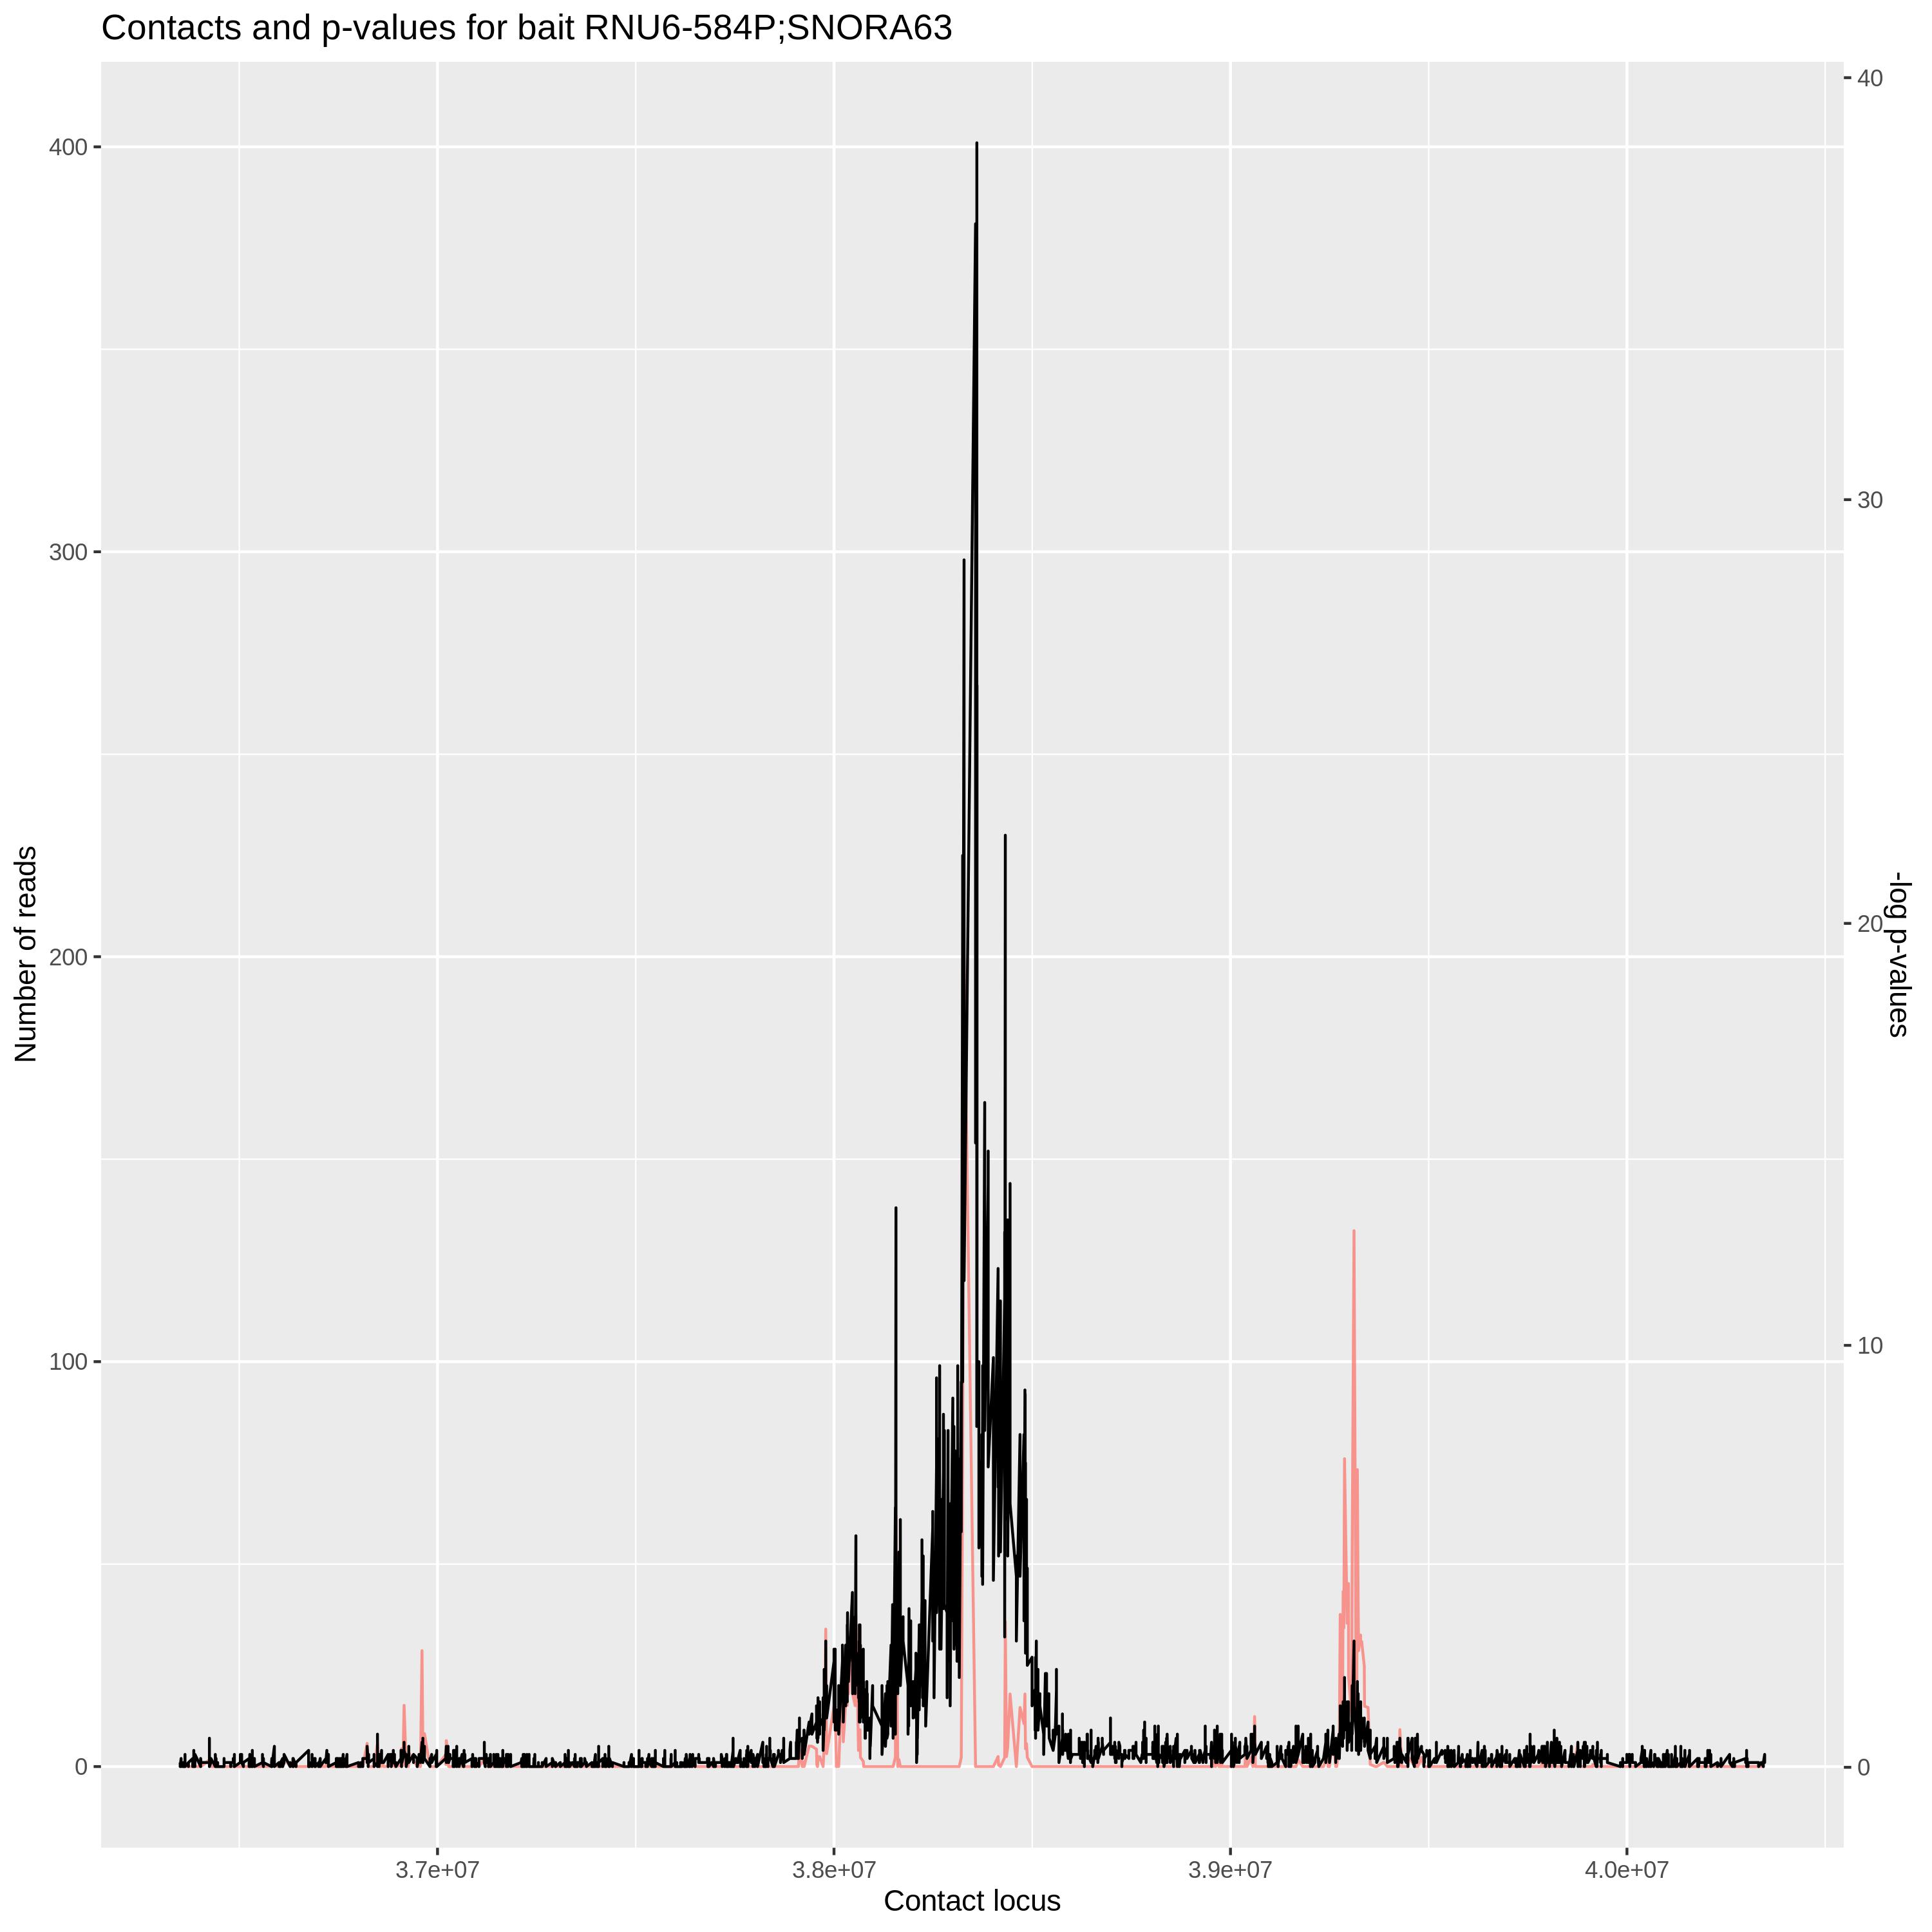 Contacts and p-values for bait RNU6-584P;SNORA63
400
300
200
100
0
Number of reads
40
30
20
10
0
-log p-values
3.7e+07 3.8e+07 3.9e+07 4.0e+07
Contact locus